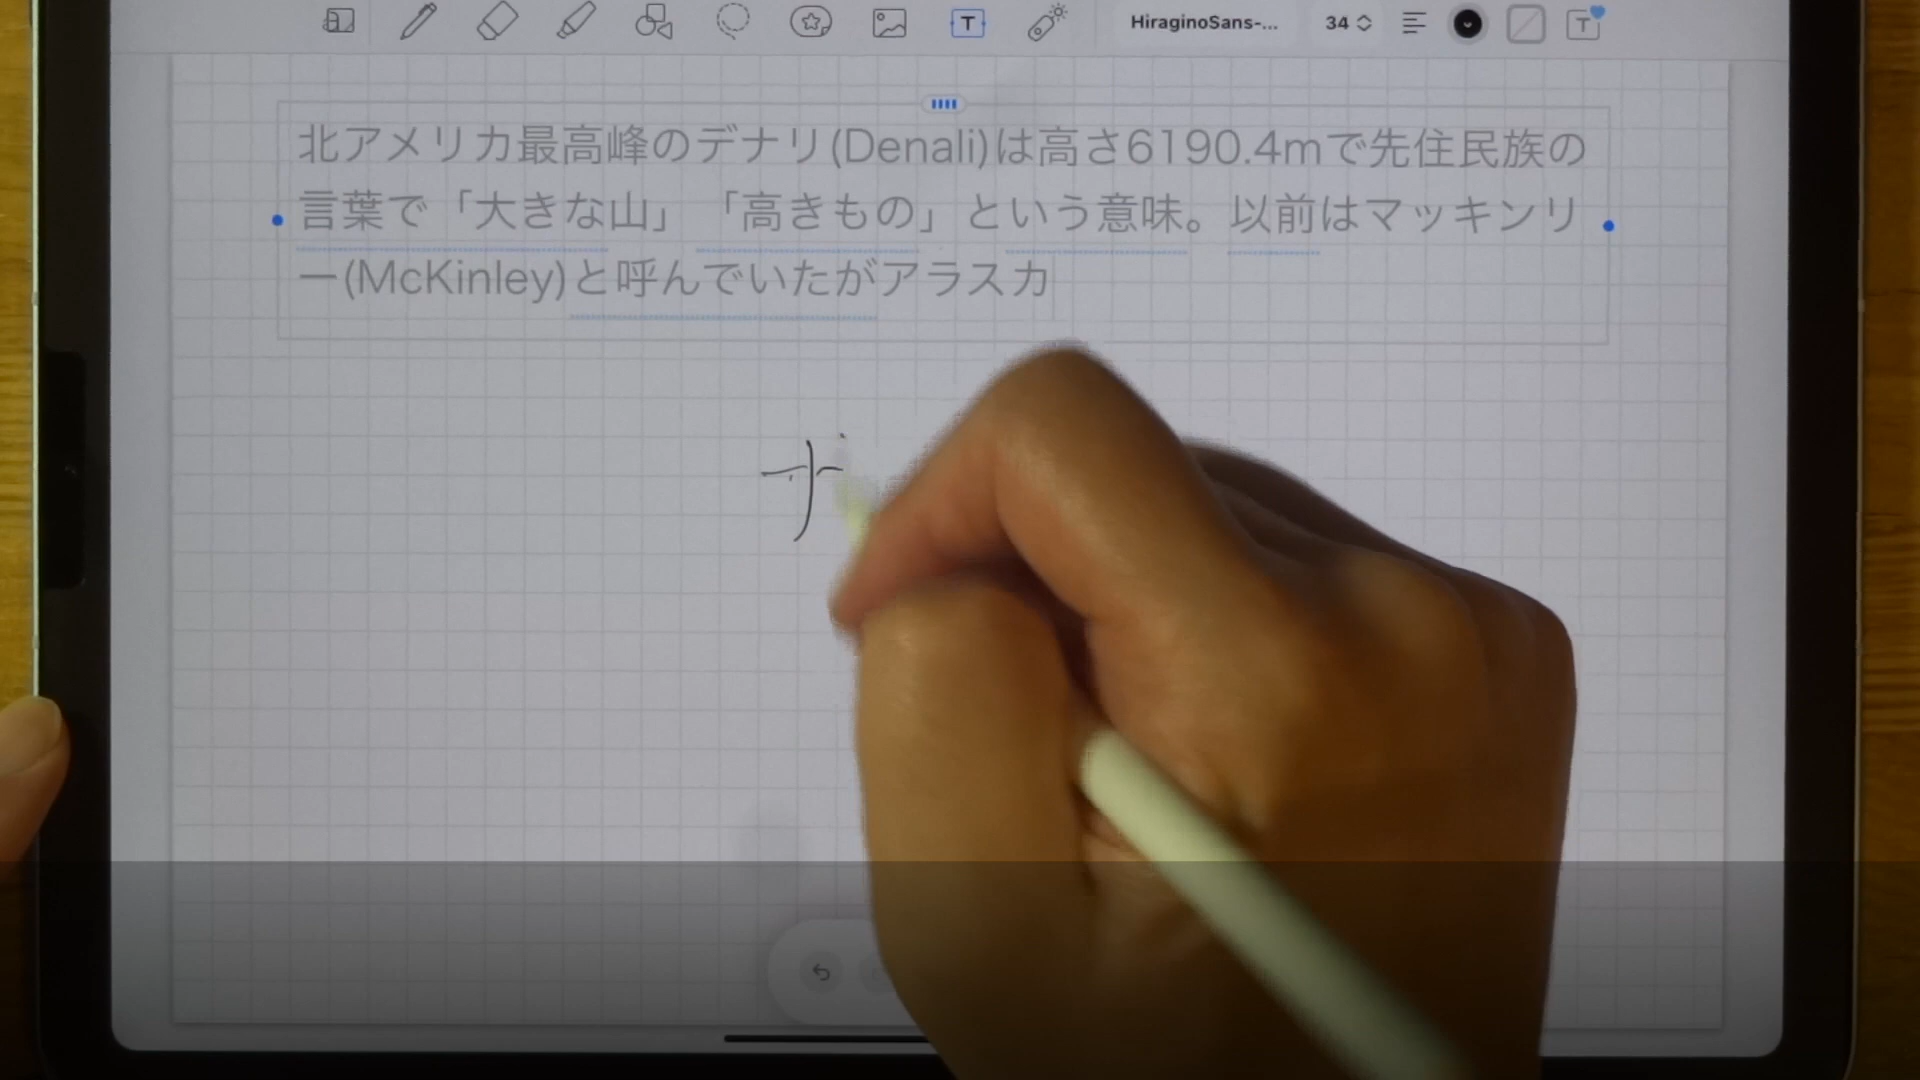 HiraginoSans-... 34
北アメリカ最高峰のデナリ(Denali)は高さ6190.4mで先住民族の
言葉で「大きな山」「高きもの」という意味。以前はマッキンリ
ー(McKinley)と呼んでいたがアラスカ